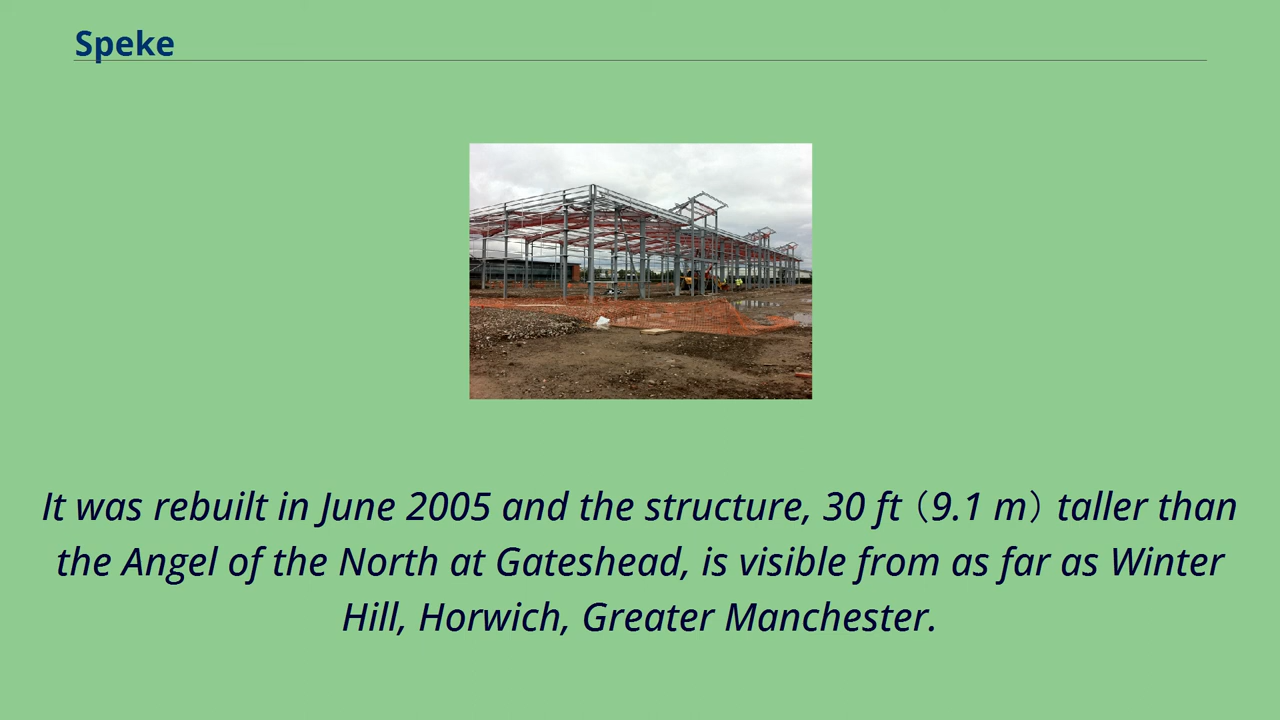 Speke
It was rebuilt in June 2005 and the structure, 30 ft（9.1 m）taller than
the Angel of the North at Gateshead, is visible from as far as Winter
Hill, Horwich, Greater Manchester.